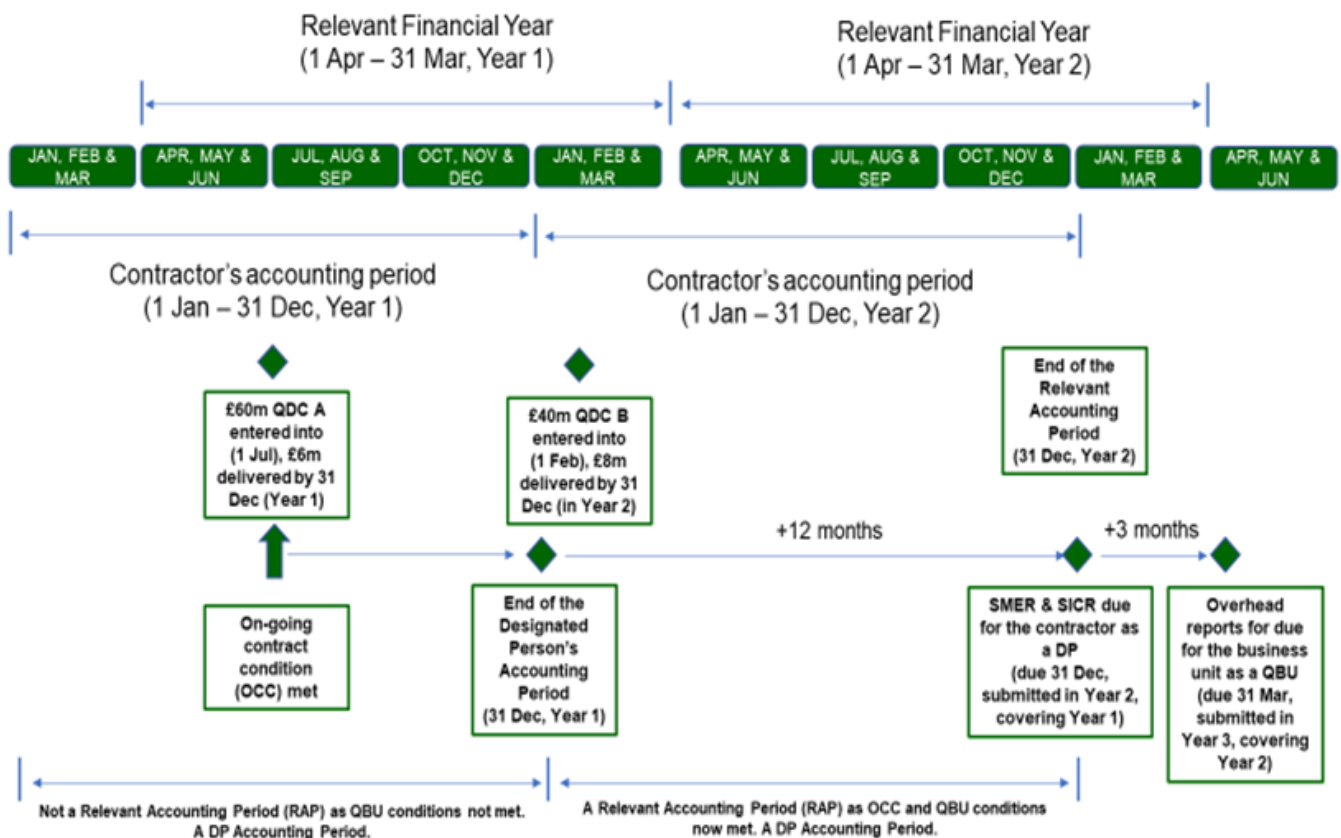 Relevant Financial Year
(1 Apr – 31 Mar, Year 1)
Relevant Financial Year
(1 Apr – 31 Mar, Year 2)
JAN, FEB &
MAR
APR, MAY &
JUN
JUL, AUG &
SEP
OCT, NOV &
DEC
JAN, FEB &
MAR
APR, MAY &
JUN
JUL, AUG &
SEP
OCT, NOV &
DEC
JAN, FEB &
MAR
APR, MAY &
JUN
Contractor's accounting period
(1 Jan – 31 Dec, Year 1)
Contractor's accounting period
(1 Jan – 31 Dec, Year 2)
£60m QDC A
entered into
(1 Jul), £6m
delivered by 31
Dec (Year 1)
£40m QDC B
entered into
(1 Feb), £8m
delivered by 31
Dec (in Year 2)
End of the
Relevant
Accounting
Period
(31 Dec, Year 2)
+12 months
+3 months
On-going
contract
condition
(OCC) met
End of the
Designated
Person's
Accounting
Period
(31 Dec, Year 1)
SMER & SICR due
for the contractor as
a DP
(due 31 Dec,
submitted in Year 2,
covering Year 1)
Overhead
reports for due
for the business
unit as a QBU
(due 31 Mar,
submitted in
Year 3, covering
Year 2)
Not a Relevant Accounting Period (RAP) as QBU conditions not met.
A DP Accounting Period.
A Relevant Accounting Period (RAP) as OCC and QBU conditions
now met. A DP Accounting Period.